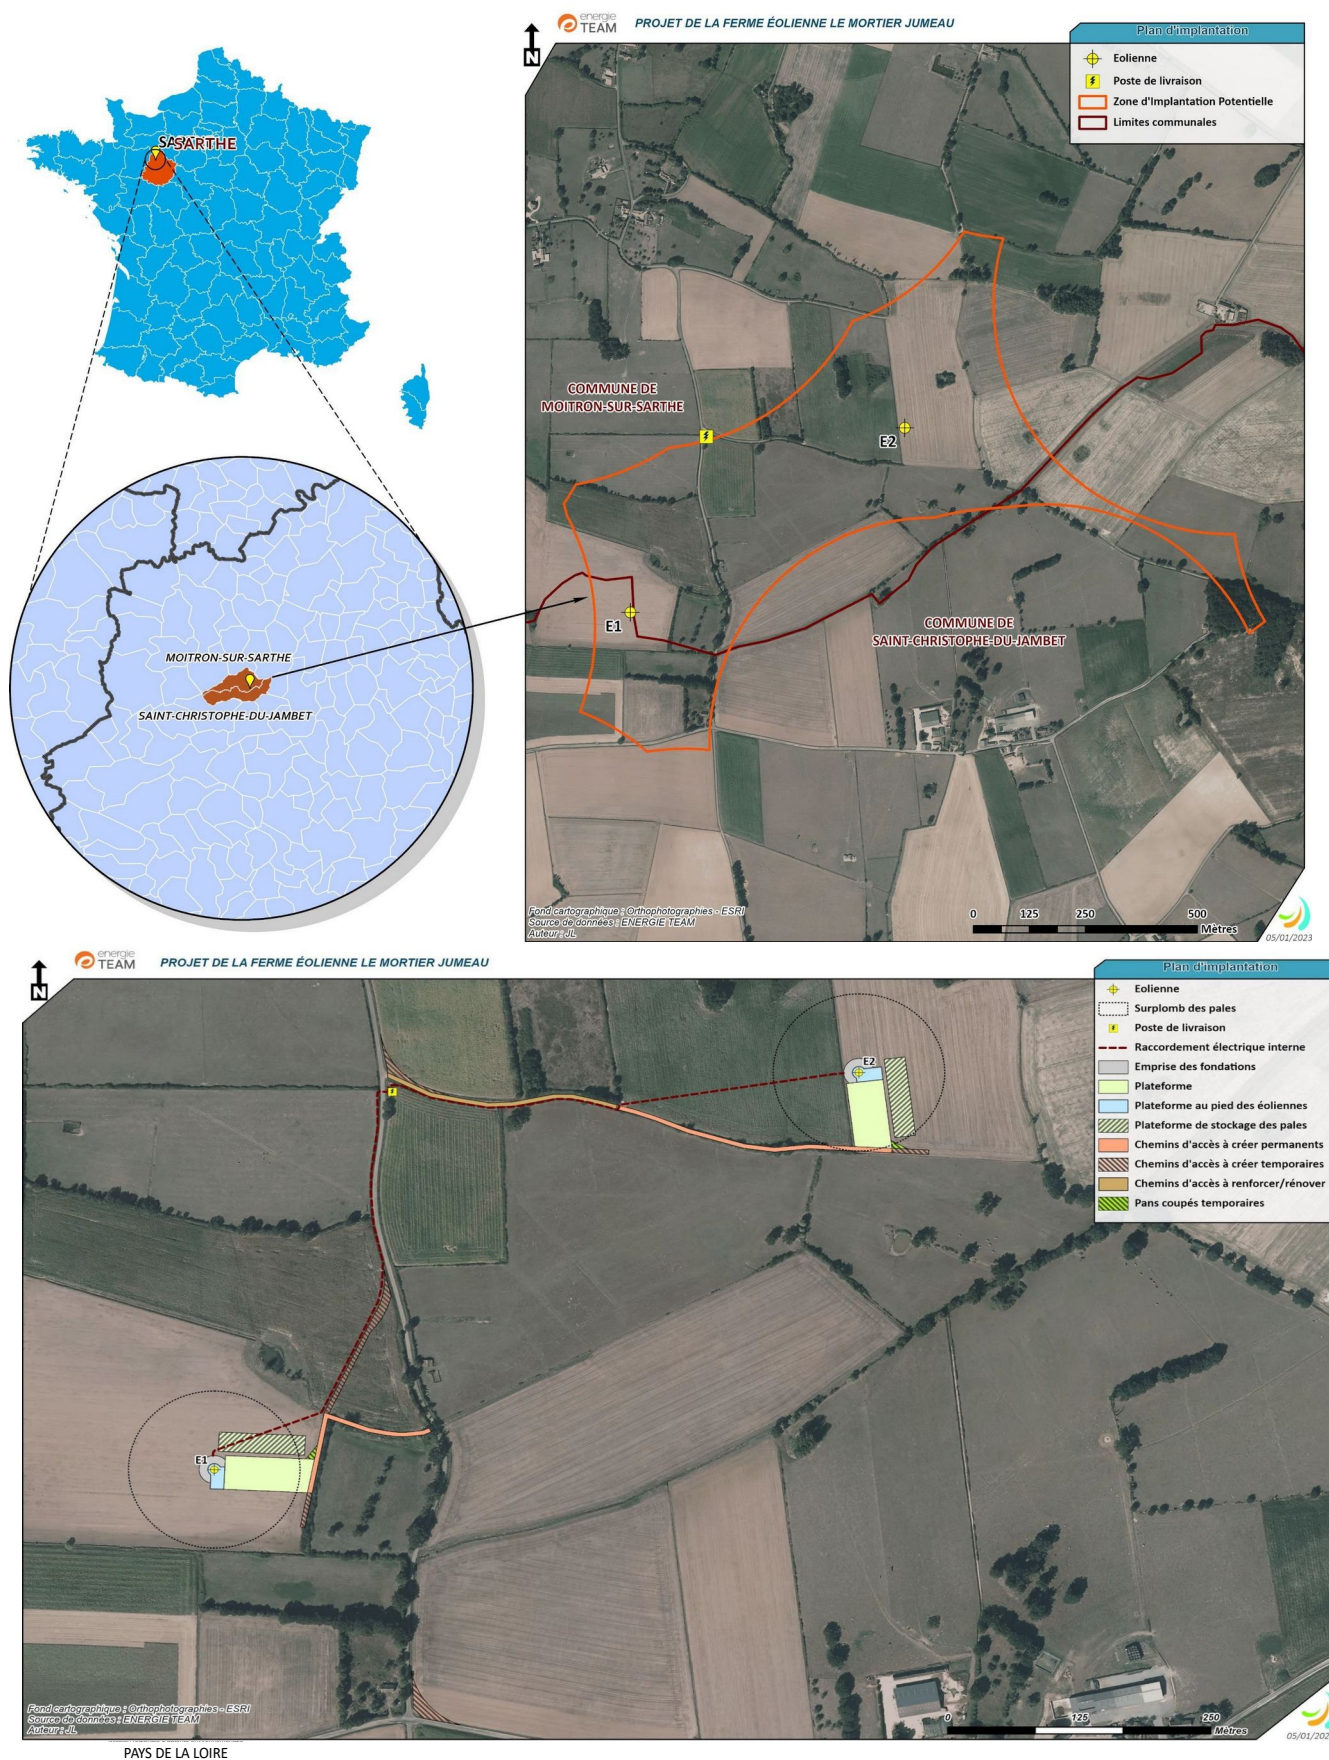 SARTHE
MOITRON-SUR-SARTHE
SAINT-CHRISTOPHE-DU-JAMBET
N
energie
TEAM
PROJET DE LA FERME ÉOLIENNE LE MORTIER JUMEAU
Plan d'implantation
Eolienne
Poste de livraison
Zone d'Implantation Potentielle
Limites communales
COMMUNE DE
MOITRON-SUR-SARTHE
E2
E1
COMMUNE DE
SAINT-CHRISTOPHE-DU-JAMBET
Fond cartographique : Orthophotographies - ESRI
Source de données : ENERGIE TEAM
Auteur : JL
0 125 250 500
Mètres
05/01/2023
N
energie
TEAM
PROJET DE LA FERME ÉOLIENNE LE MORTIER JUMEAU
Plan d'implantation
Eolienne
Surplomb des pales
Poste de livraison
Raccordement électrique interne
Emprise des fondations
Plateforme
Plateforme au pied des éoliennes
Plateforme de stockage des pales
Chemins d'accès à créer permanents
Chemins d'accès à créer temporaires
Chemins d'accès à renforcer/rénover
Pans coupés temporaires
E2
E1
Fond cartographique : Orthophotographies - ESRI
Source de données : ENERGIE TEAM
Auteur : JL
0 125 250
Mètres
05/01/202
PAYS DE LA LOIRE